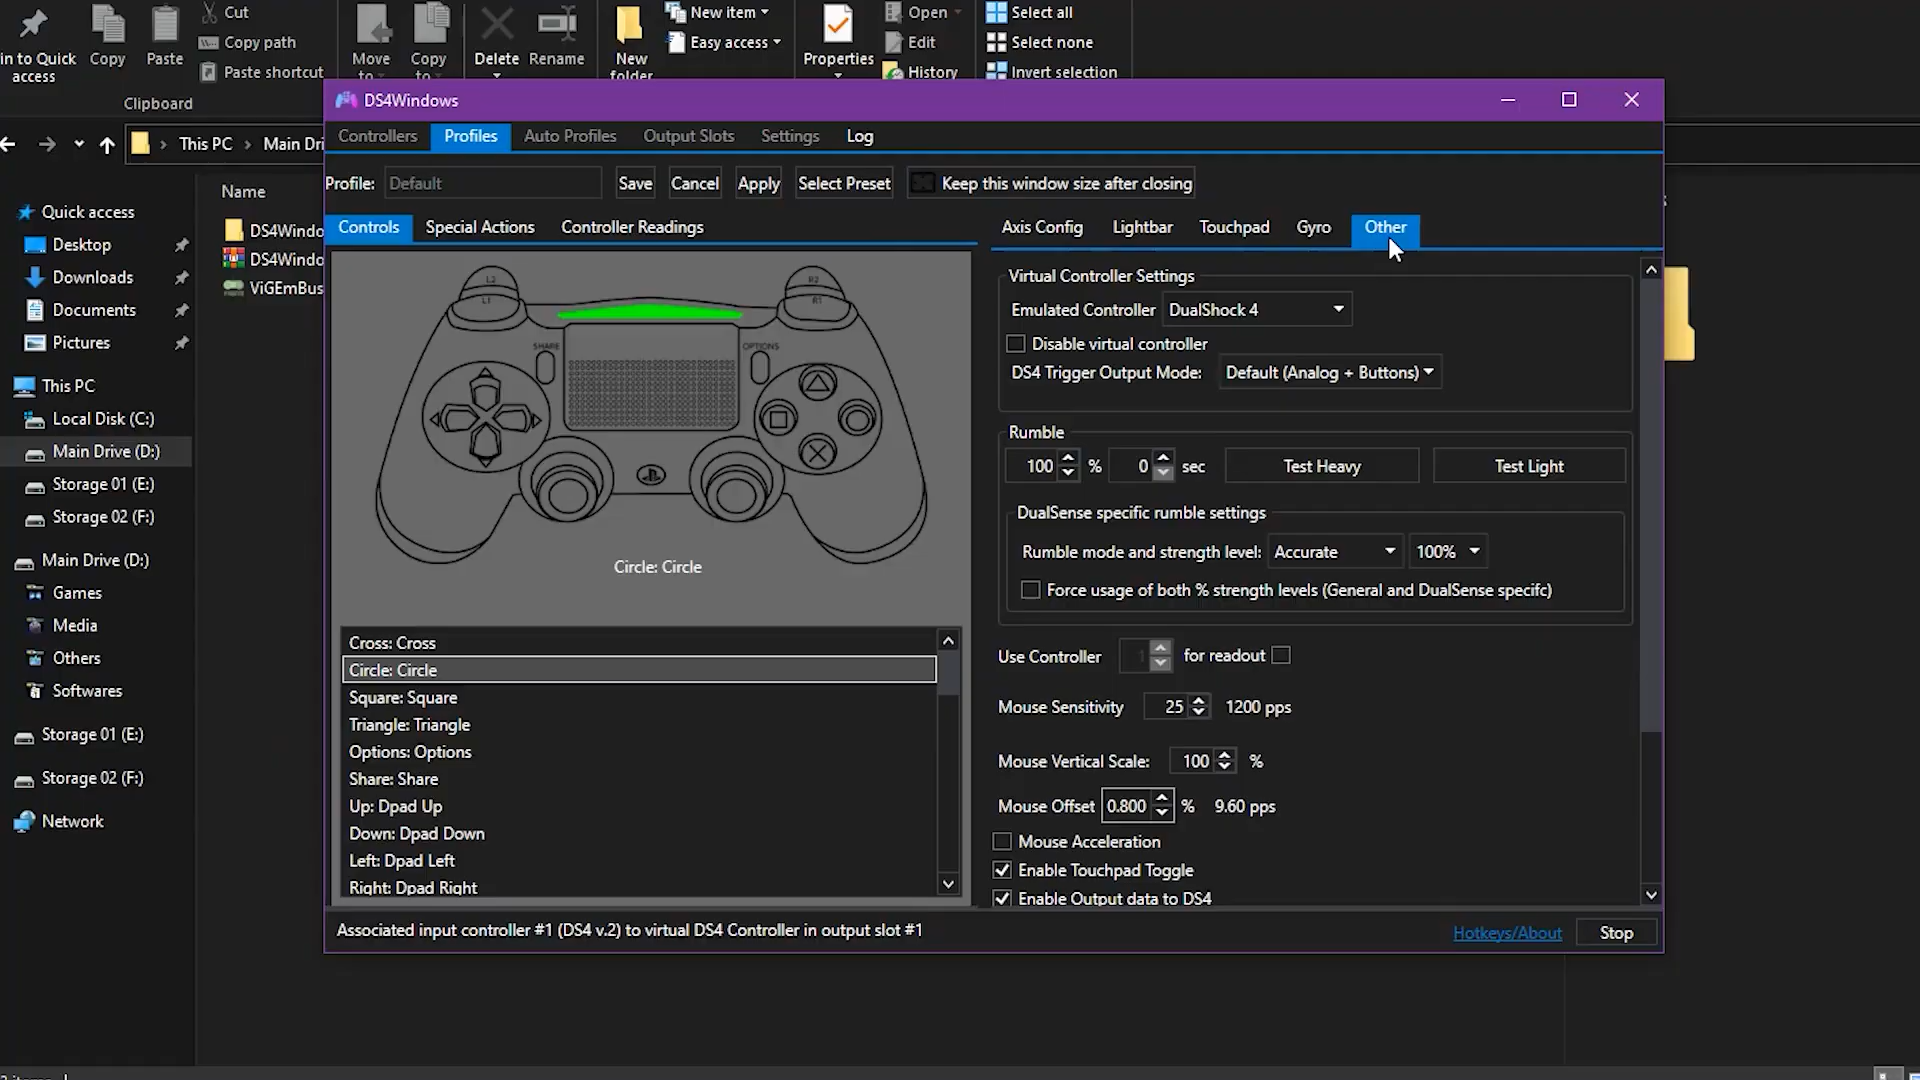 in to Quick access
Copy
Paste
Cut
Copy path
Paste shortcut
Clipboard
Move to
Copy to
Delete
Rename
New folder
New item
Easy access
Properties
Open
Edit
History
Select all
Select none
Invert selection
This PC > Main Dri
Name
Quick access
Desktop
Downloads
Documents
Pictures
This PC
Local Disk (C:)
Main Drive (D:)
Storage 01 (E:)
Storage 02 (F:)
Main Drive (D:)
Games
Media
Others
Softwares
Storage 01 (E:)
Storage 02 (F:)
Network
DS4Windo
DS4Windo
ViGEmBus
DS4Windows
Controllers Profiles Auto Profiles Output Slots Settings Log
Profile: Default Save Cancel Apply Select Preset Keep this window size after closing
Controls Special Actions Controller Readings
L2 R2
L1 R1
SHARE OPTIONS
Circle: Circle
Cross: Cross
Circle: Circle
Square: Square
Triangle: Triangle
Options: Options
Share: Share
Up: Dpad Up
Down: Dpad Down
Left: Dpad Left
Right: Dpad Right
Axis Config Lightbar Touchpad Gyro Other
Virtual Controller Settings
Emulated Controller DualShock 4
Disable virtual controller
DS4 Trigger Output Mode: Default (Analog + Buttons)
Rumble
100 % 0 sec Test Heavy Test Light
DualSense specific rumble settings
Rumble mode and strength level: Accurate 100%
Force usage of both % strength levels (General and DualSense specifc)
Use Controller 1 for readout
Mouse Sensitivity 25 1200 pps
Mouse Vertical Scale: 100 %
Mouse Offset 0.800 % 9.60 pps
Mouse Acceleration
Enable Touchpad Toggle
Enable Output data to DS4
Associated input controller #1 (DS4 v.2) to virtual DS4 Controller in output slot #1
Hotkeys/About Stop